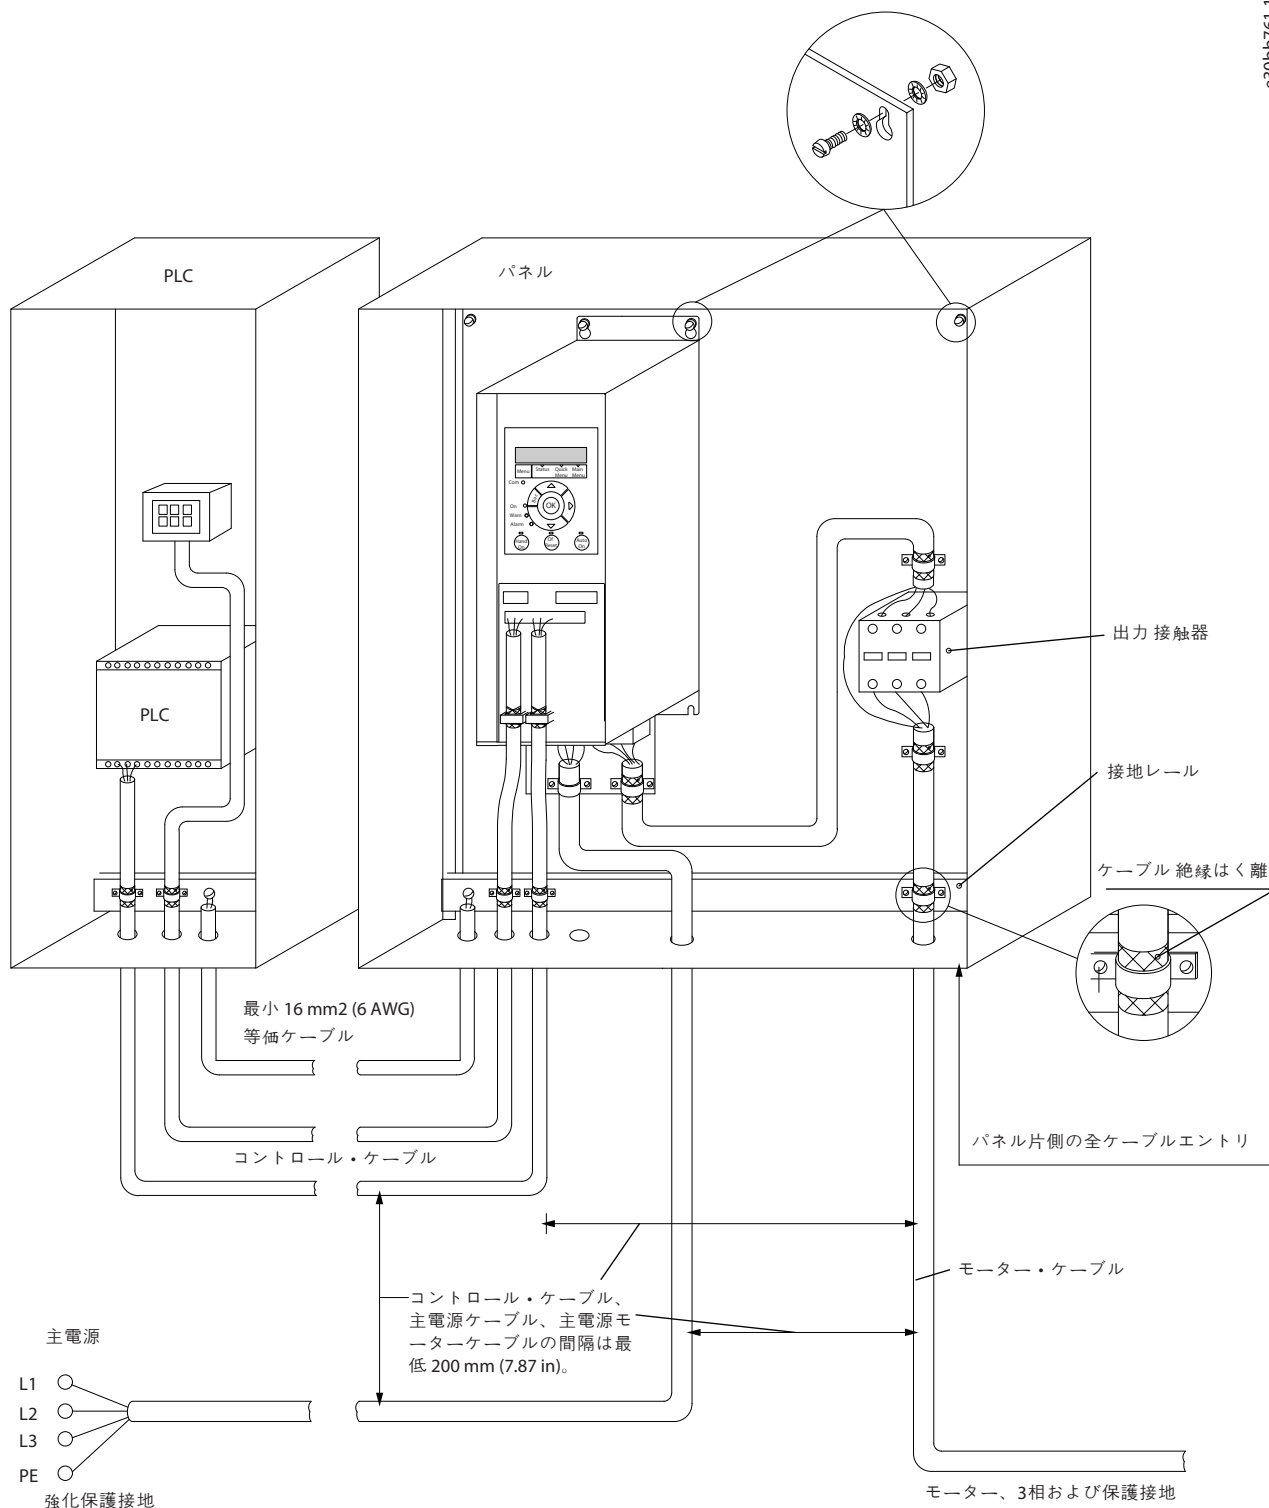 PLC
パネル
Menu
Status
Quick
Menu
Main
Menu
Com
OK
On
Warn
Alarm
Hand
On
Reset
Auto
On
出力 接触器
PLC
接地レール
ケーブル 絶縁はく離
最小 16 mm2 (6 AWG)
等価ケーブル
コントロール・ケーブル
パネル片側の全ケーブルエントリ
モーター・ケーブル
コントロール・ケーブル、
主電源ケーブル、主電源モ
ーターケーブルの間隔は最
低 200 mm (7.87 in)。
主電源
L1
L2
L3
PE
強化保護接地
モーター、3相および保護接地